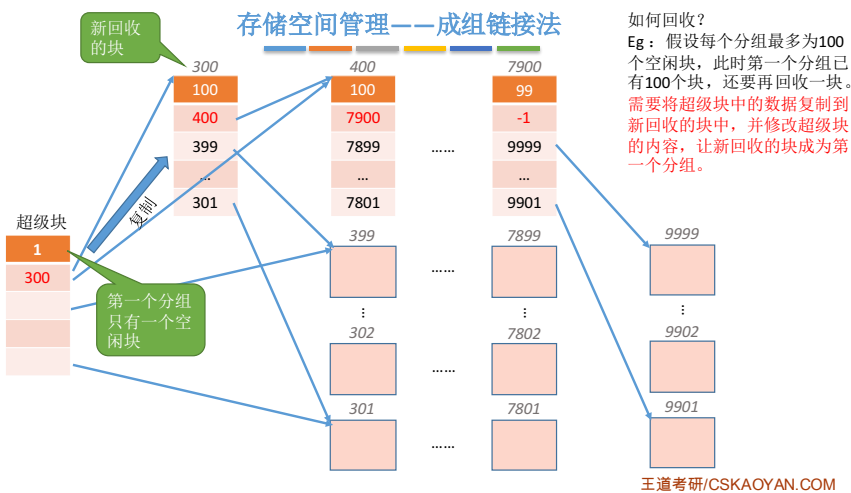 存储空间管理——成组链接法
新回收
的块
如何回收？
Eg ：假设每个分组最多为100
个空闲块，此时第一个分组已
有100个块，还要再回收一块。
需要将超级块中的数据复制到
新回收的块中，并修改超级块
的内容，让新回收的块成为第
一个分组。
300
100
400
399
…
301
400
100
7900
7899
…
7801
……
7900
99
-1
9999
…
9901
复制
超级块
1
300
第一个分组
只有一个空
闲块
399
……
7899
9999
…
…
…
302
……
7802
9902
301
……
7801
9901
王道考研/CSKAOYAN.COM